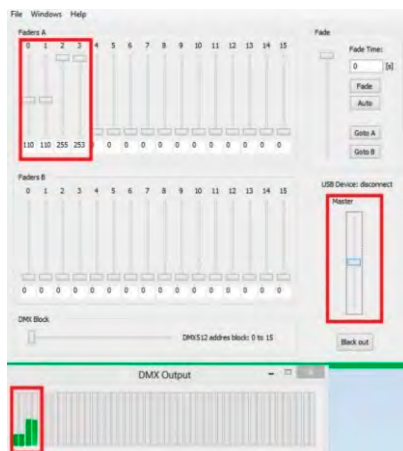 File Windows Help
Faders A
0 1 2 3 4 5 6 7 8 9 10 11 12 13 14 15
110 110 255 253 0 0 0 0 0 0 0 0 0 0 0 0
Fade
Fade Time:
0 [s]
Fade
Auto
Goto A
Goto B
Faders B
0 1 2 3 4 5 6 7 8 9 10 11 12 13 14 15
0 0 0 0 0 0 0 0 0 0 0 0 0 0 0 0
USB Device: disconnect
Master
DMX Block
DMX512 addres block: 0 to 15
Black out
DMX Output